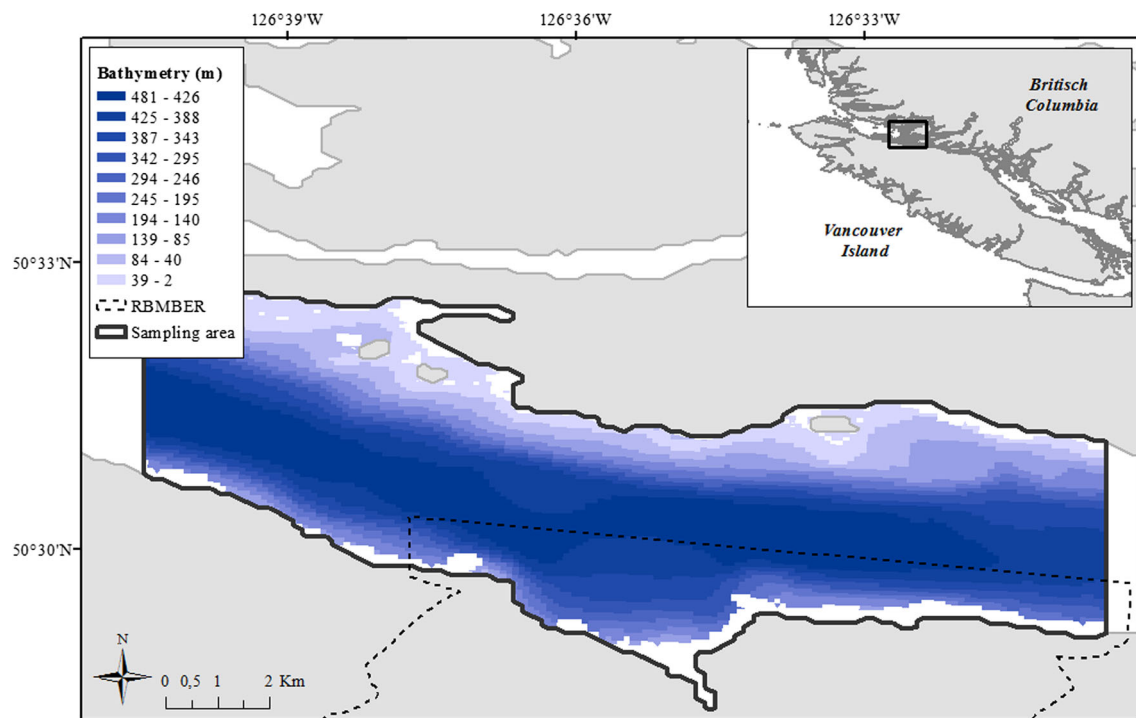 126°39'W
126°36'W
126°33'W
Bathymetry (m)
481 - 426
425 - 388
387 - 343
342 - 295
294 - 246
245 - 195
194 - 140
139 - 85
84 - 40
39 - 2
RBMBER
Sampling area
Britisch
Columbia
Vancouver
Island
50°33'N
50°30'N
N
0 0,5 1 2 Km